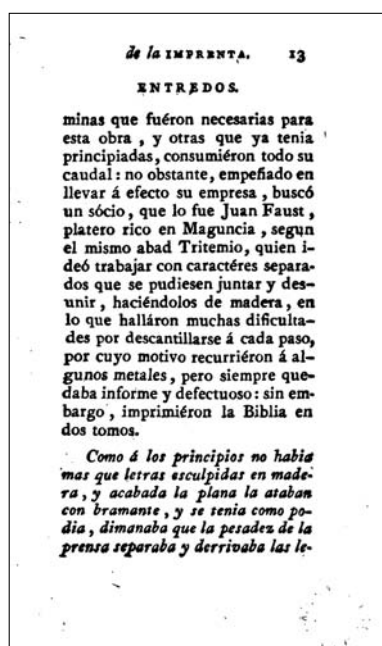 de la IMPRENTA. 13
ENTREDOS.
minas que fuéron necesarias para
esta obra , y otras que ya tenia
principiadas, consumiéron todo su
caudal : no obstante, empeñado en
llevar á efecto su empresa , buscó
un sócio , que lo fue Juan Faust ,
platero rico en Maguncia , segun
el mismo abad Tritemio, quien i-
deó trabajar con caractéres separa-
dos que se pudiesen juntar y des-
unir , haciéndolos de madera, en
lo que halláron muchas dificulta-
des por descantillarse á cada paso,
por cuyo motivo recurriéron á al-
gunos metales , pero siempre que-
daba informe y defectuoso : sin em-
bargo , imprimiéron la Biblia en
dos tomos.
Como á los principios no habia
mas que letras esculpidas en made-
ra , y acabada la plana la ataban
con bramante , y se tenia como po-
dia , dimanaba que la pesadez de la
prensa separaba y derrivaba las le-